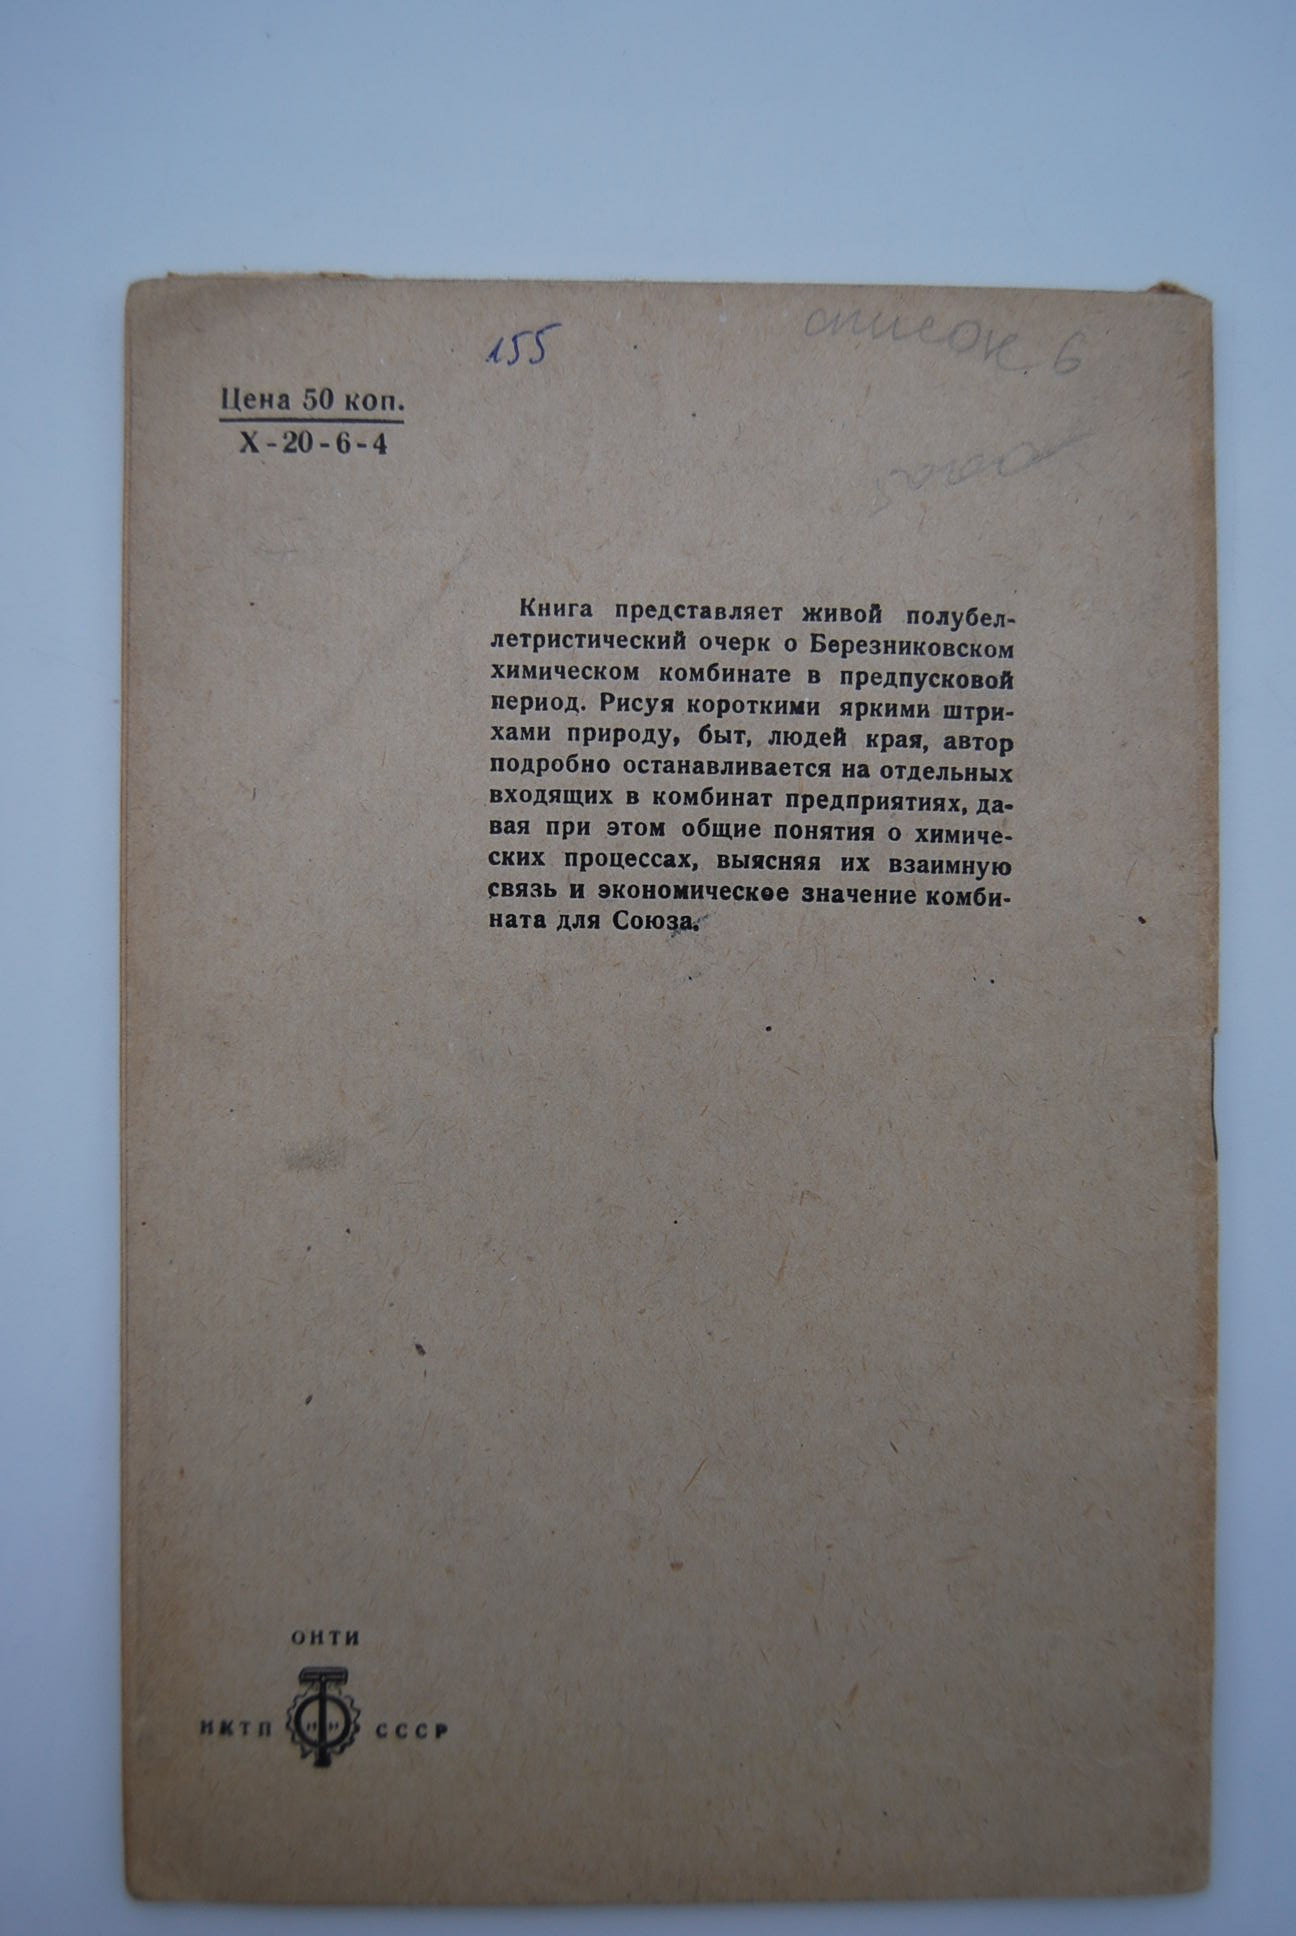 155
список 6
Цена 50 коп.
Х-20-6-4
Книга представляет живой полубел-
летристический очерк о Березниковском
химическом комбинате в предпусковой
период. Рисуя короткими яркими штри-
хами природу, быт, людей края, автор
подробно останавливается на отдельных
входящих в комбинат предприятиях, да-
вая при этом общие понятия о химиче-
ских процессах, выясняя их взаимную
связь и экономическое значение комби-
ната для Союза.
ОНТИ
НКТП СССР